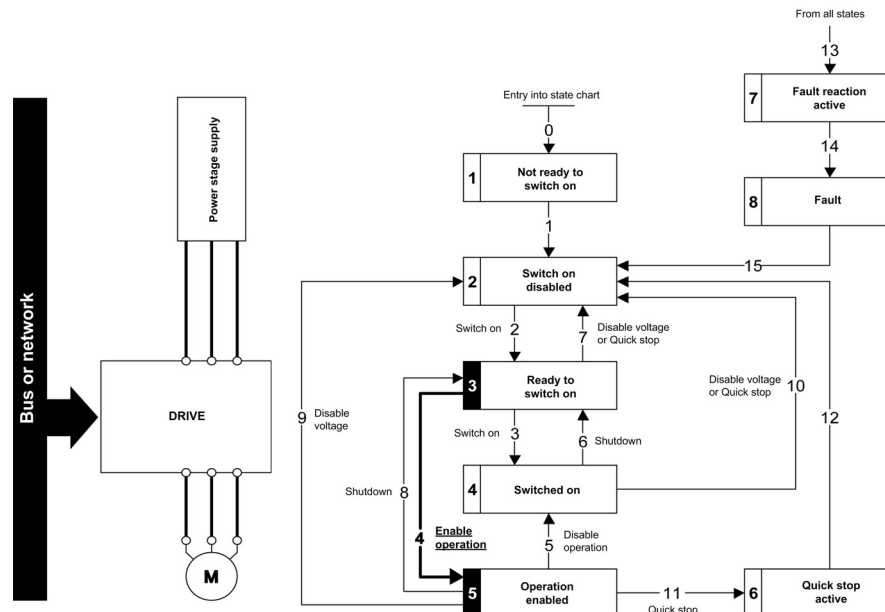 From all states
13
7
Fault reaction
active
14
8
Fault
15
Entry into state chart
0
1
Not ready to
switch on
1
2
Switch on
disabled
Switch on
2
7
Disable voltage
or Quick stop
3
Ready to
switch on
Switch on
3
6
Shutdown
4
Switched on
Disable voltage
or Quick stop
10
12
9
Disable
voltage
Shutdown
8
4
Enable
operation
5
Disable
operation
5
Operation
enabled
11
Quick stop
6
Quick stop
active
Bus or network
Power stage supply
DRIVE
M